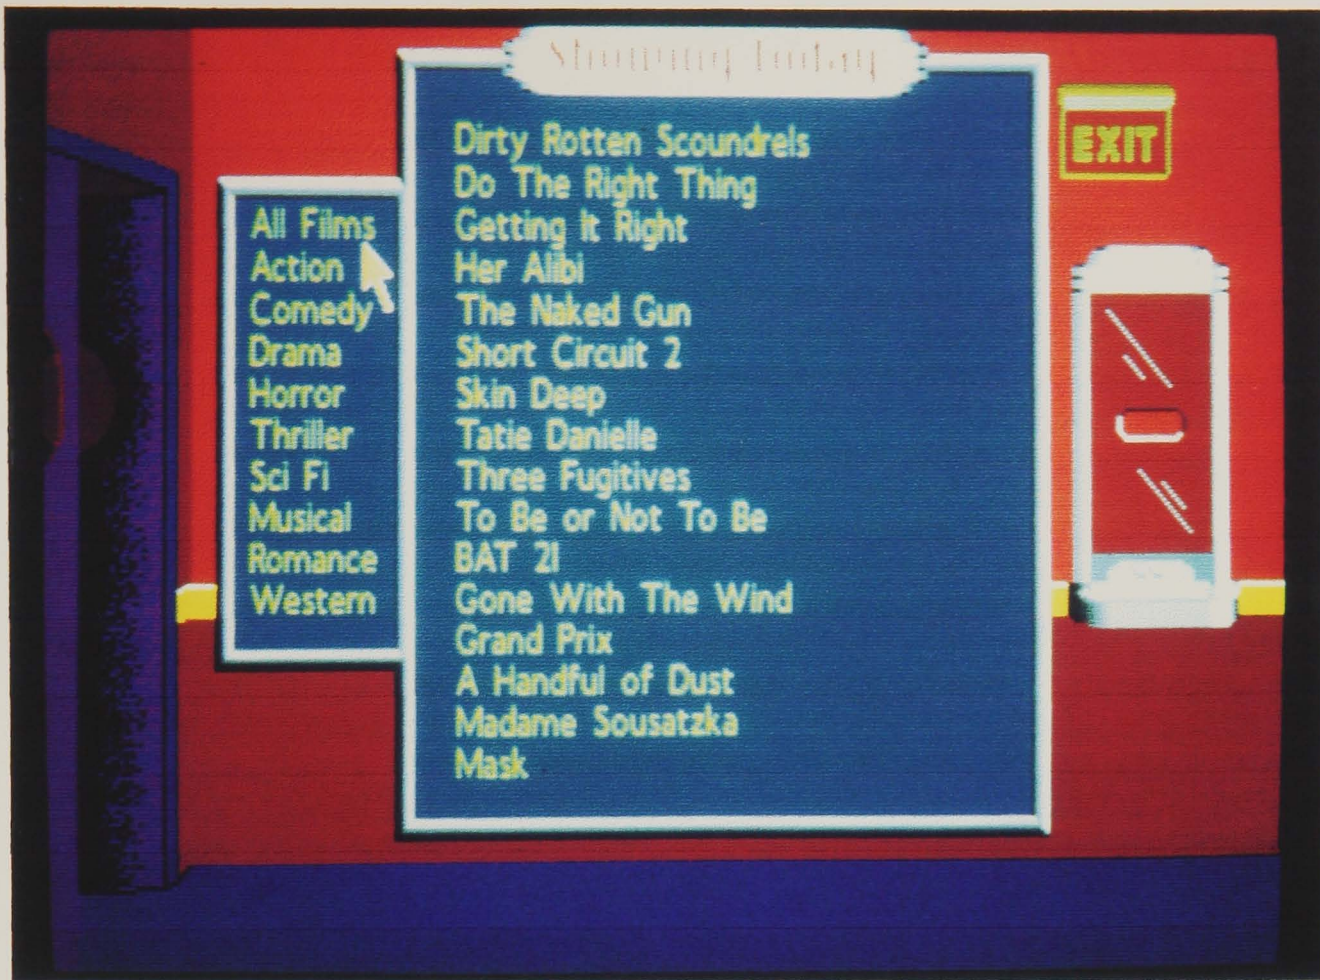 Showing Today
EXIT
All Films
Action
Comedy
Drama
Horror
Thriller
Sci Fi
Musical
Romance
Western
Dirty Rotten Scoundrels
Do The Right Thing
Getting It Right
Her Alibi
The Naked Gun
Short Circuit 2
Skin Deep
Tatie Danielle
Three Fugitives
To Be or Not To Be
BAT 21
Gone With The Wind
Grand Prix
A Handful of Dust
Madame Sousatzka
Mask